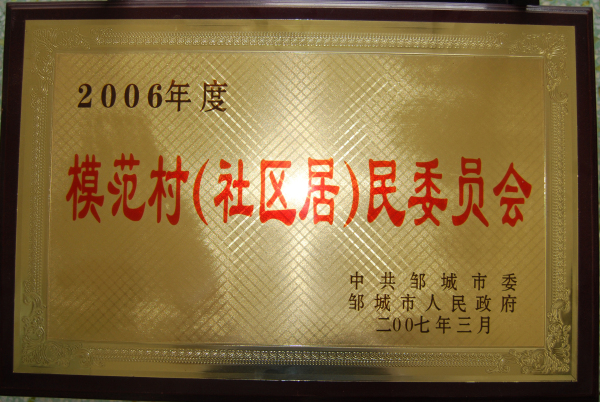 2006年度
模范村(社区居)民委员会
中共邹城市委
邹城市人民政府
二00七年三月